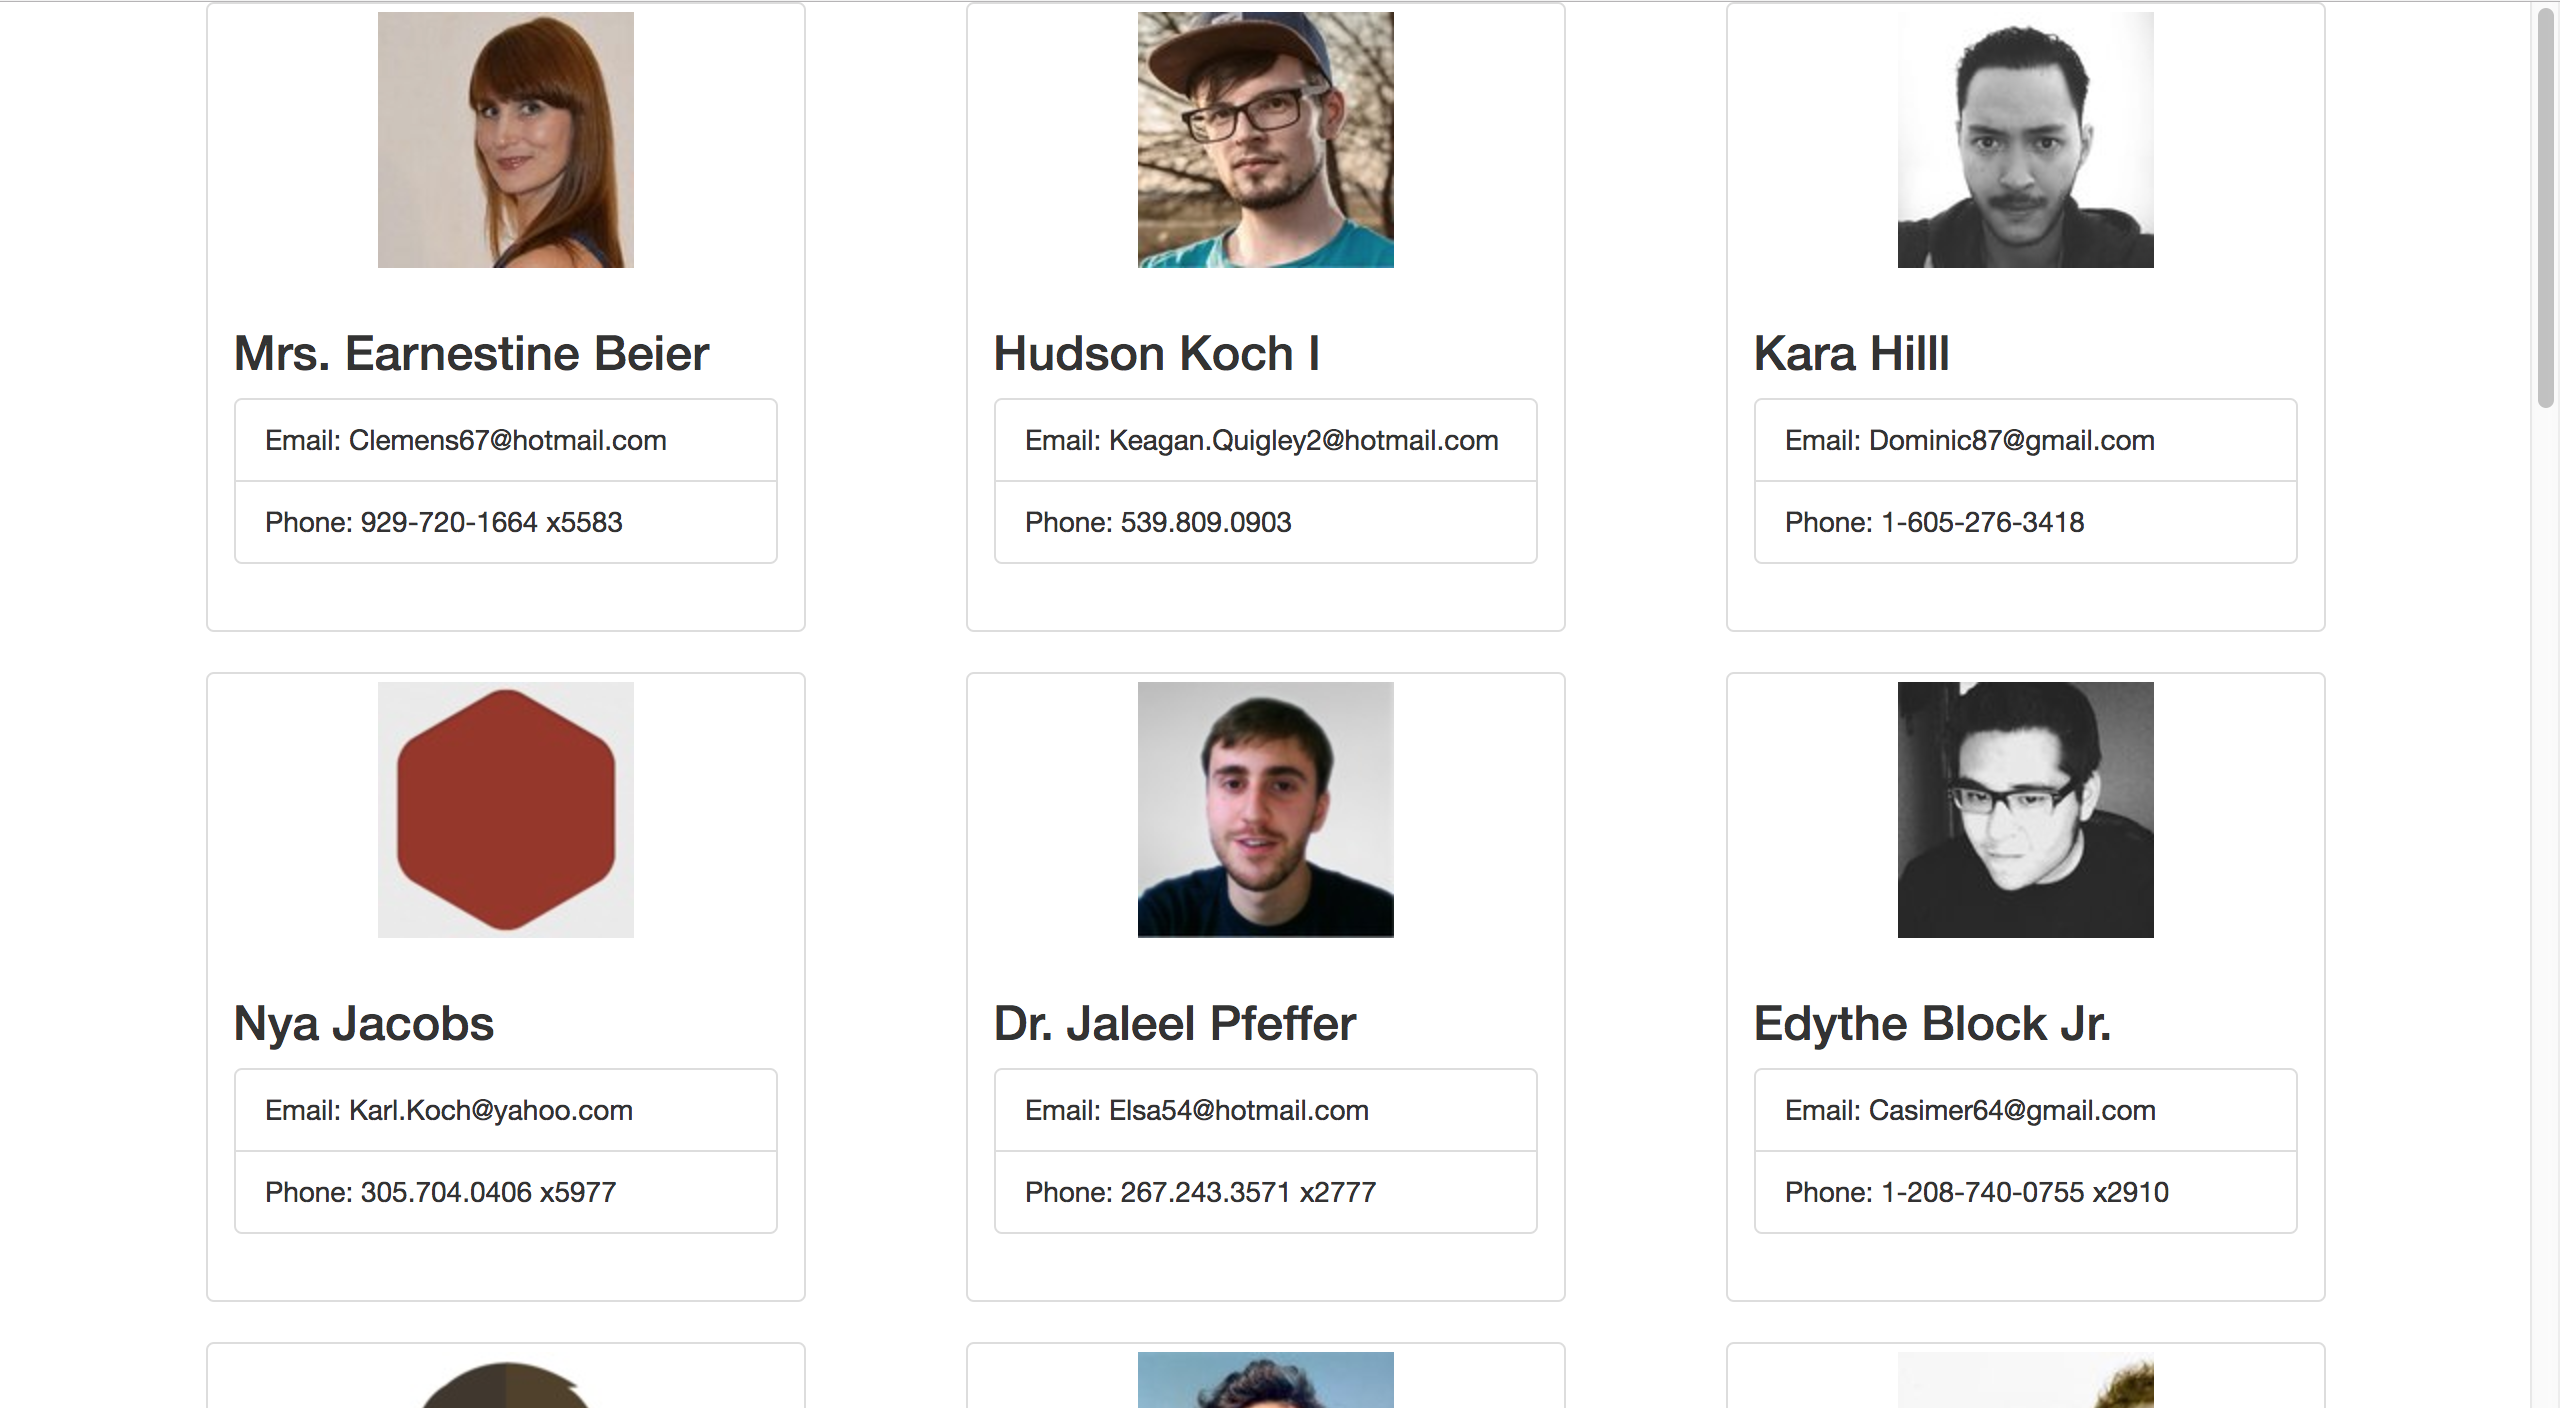 Mrs. Earnestine Beier
Email: Clemens67@hotmail.com
Phone: 929-720-1664 x5583
Hudson Koch I
Email: Keagan.Quigley2@hotmail.com
Phone: 539.809.0903
Kara Hilll
Email: Dominic87@gmail.com
Phone: 1-605-276-3418
Nya Jacobs
Email: Karl.Koch@yahoo.com
Phone: 305.704.0406 x5977
Dr. Jaleel Pfeffer
Email: Elsa54@hotmail.com
Phone: 267.243.3571 x2777
Edythe Block Jr.
Email: Casimer64@gmail.com
Phone: 1-208-740-0755 x2910